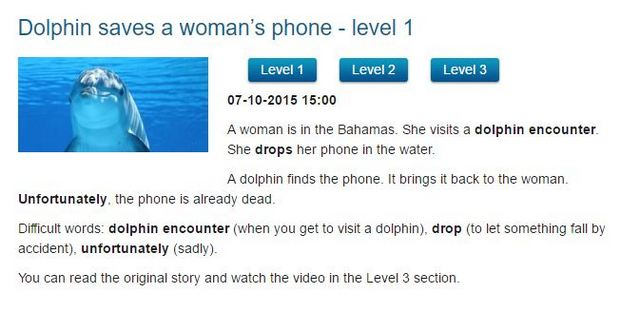 Dolphin saves a woman’s phone - level 1
Level 1 Level 2 Level 3
07-10-2015 15:00
A woman is in the Bahamas. She visits a dolphin encounter.
She drops her phone in the water.
A dolphin finds the phone. It brings it back to the woman.
Unfortunately, the phone is already dead.
Difficult words: dolphin encounter (when you get to visit a dolphin), drop (to let something fall by
accident), unfortunately (sadly).
You can read the original story and watch the video in the Level 3 section.